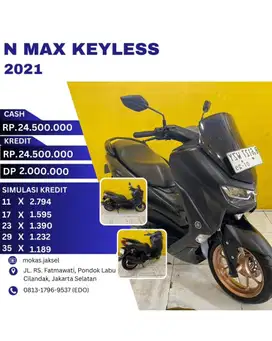 N MAX KEYLESS
2021
CASH
RP.24.500.000
KREDIT
RP.24.500.000
DP 2.000.000
SIMULASI KREDIT
11 X 2.794
17 X 1.595
23 X 1.390
29 X 1.232
35 X 1.189
mokas.jaksel
JL. RS. Fatmawati, Pondok Labu
Cilandak, Jakarta Selatan
0813-1796-9537 (EDO)